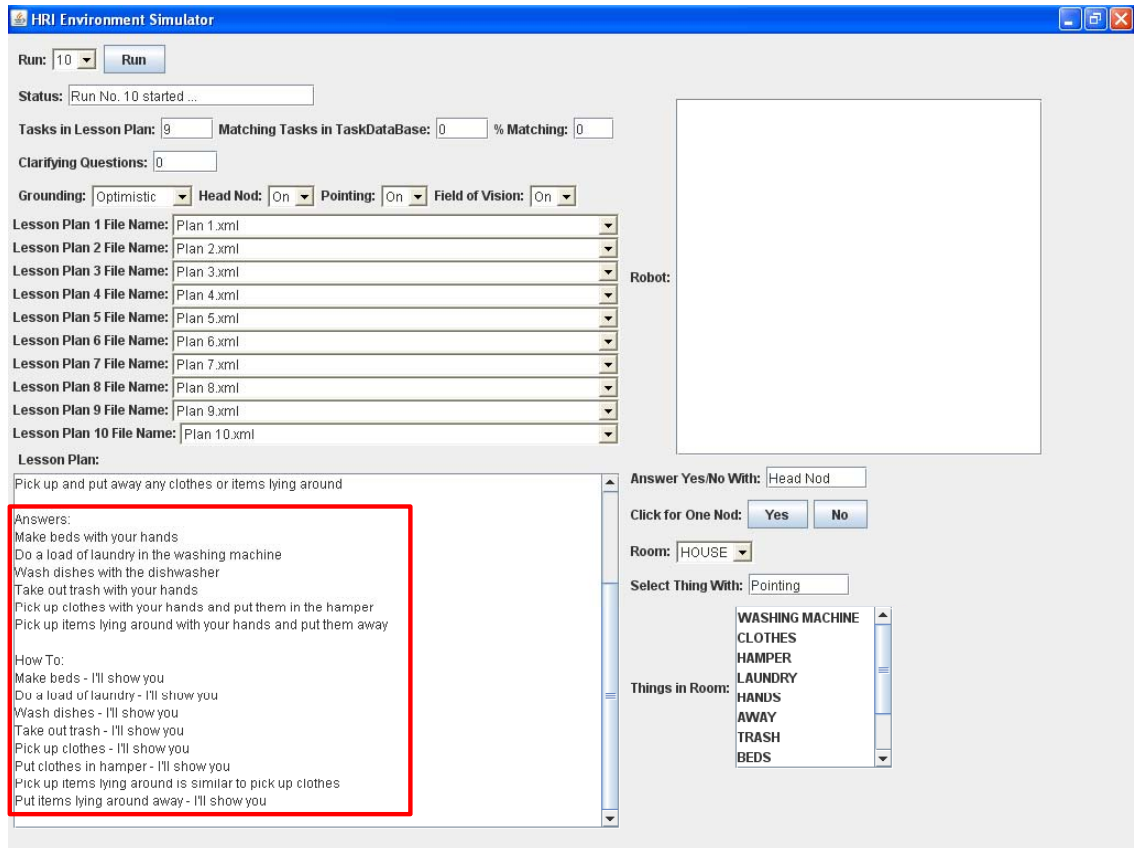 HRI Environment Simulator
Run: 10 Run
Status: Run No. 10 started ...
Tasks in Lesson Plan: 9 Matching Tasks in TaskDataBase: 0 % Matching: 0
Clarifying Questions: 0
Grounding: Optimistic Head Nod: On Pointing: On Field of Vision: On
Lesson Plan 1 File Name: Plan 1.xml
Lesson Plan 2 File Name: Plan 2.xml
Lesson Plan 3 File Name: Plan 3.xml
Lesson Plan 4 File Name: Plan 4.xml
Lesson Plan 5 File Name: Plan 5.xml
Lesson Plan 6 File Name: Plan 6.xml
Lesson Plan 7 File Name: Plan 7.xml
Lesson Plan 8 File Name: Plan 8.xml
Lesson Plan 9 File Name: Plan 9.xml
Lesson Plan 10 File Name: Plan 10.xml
Lesson Plan:
Pick up and put away any clothes or items lying around
Answers:
Make beds with your hands
Do a load of laundry in the washing machine
Wash dishes with the dishwasher
Take out trash with your hands
Pick up clothes with your hands and put them in the hamper
Pick up items lying around with your hands and put them away
How To:
Make beds - I'll show you
Do a load of laundry - I'll show you
Wash dishes - I'll show you
Take out trash - I'll show you
Pick up clothes - I'll show you
Put clothes in hamper - I'll show you
Pick up items lying around is similar to pick up clothes
Put items lying around away - I'll show you
Robot:
Answer Yes/No With: Head Nod
Click for One Nod: Yes No
Room: HOUSE
Select Thing With: Pointing
Things in Room:
WASHING MACHINE
CLOTHES
HAMPER
LAUNDRY
HANDS
AWAY
TRASH
BEDS